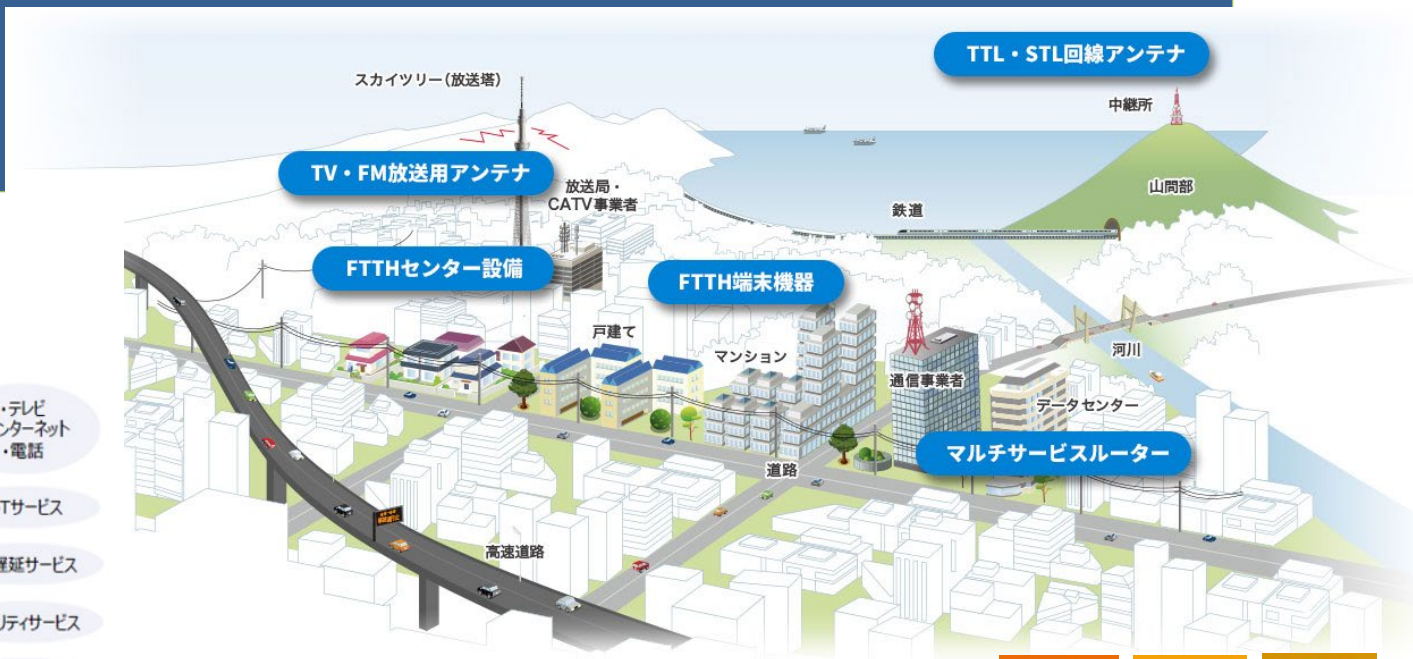 TTL・STL回線アンテナ
スカイツリー(放送塔)
中継所
TV・FM放送用アンテナ
放送局・
CATV事業者
山間部
鉄道
FTTHセンター設備
FTTH端末機器
戸建て
マンション
河川
通信事業者
データセンター
マルチサービスルーター
道路
高速道路
・テレビ
ンターネット
・電話
Tサービス
遅延サービス
リティサービス